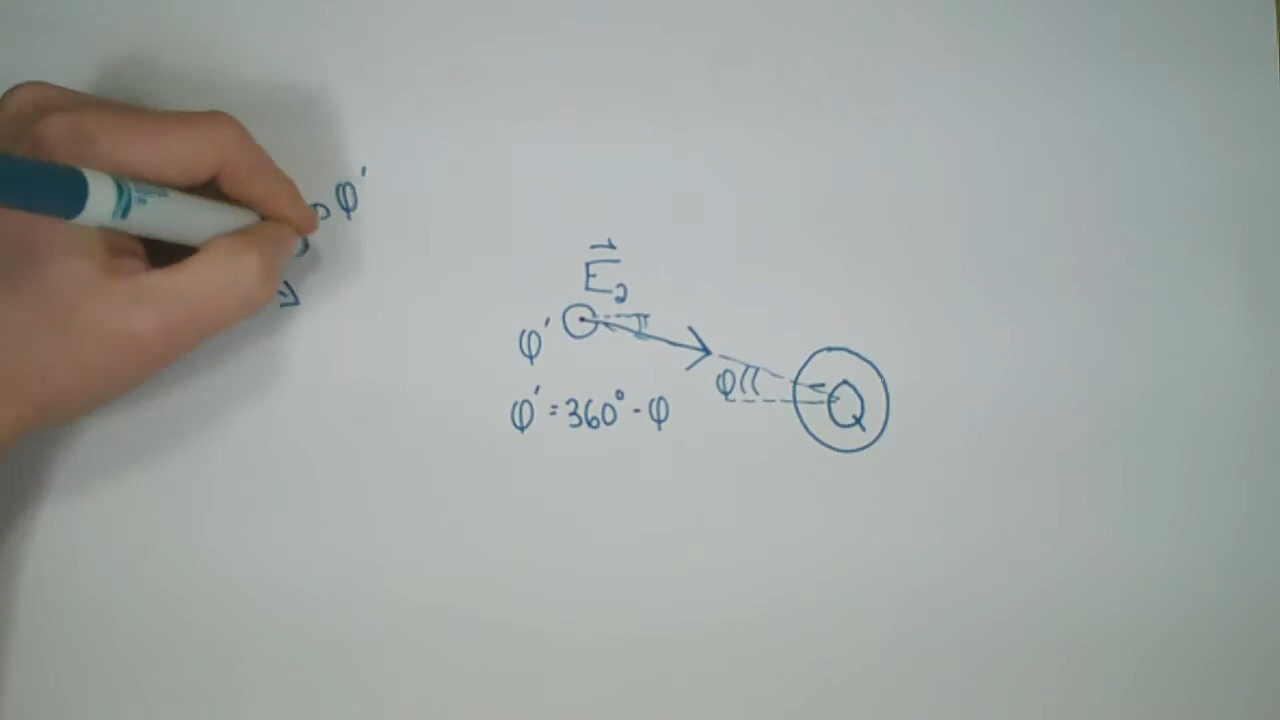 φ'
E⃗₂
φ'
φ
Q
φ' = 360° - φ